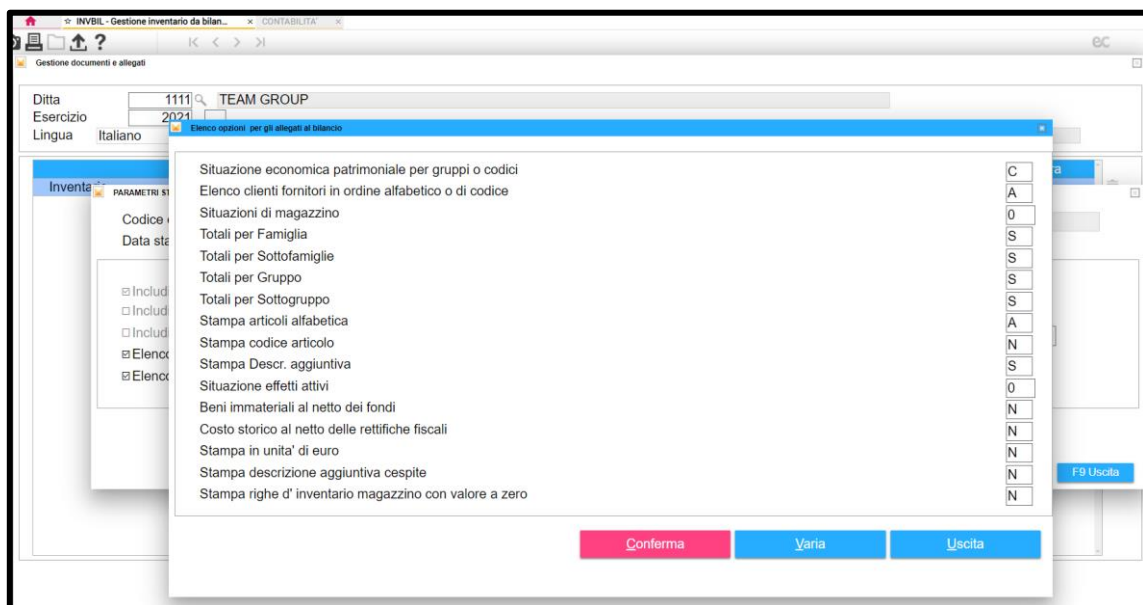 INVBIL - Gestione inventario da bilan... × CONTABILITA' ×
?
ec
Gestione documenti e allegati
Ditta 1111 TEAM GROUP
Esercizio 2021
Lingua Italiano
Elenco opzioni per gli allegati al bilancio
PARAMETRI
Codice
Data
Includ
Includ
Includ
Elenco
Elenco
Situazione economica patrimoniale per gruppi o codici C
Elenco clienti fornitori in ordine alfabetico o di codice A
Situazioni di magazzino 0
Totali per Famiglia S
Totali per Sottofamiglie S
Totali per Gruppo S
Totali per Sottogruppo S
Stampa articoli alfabetica A
Stampa codice articolo N
Stampa Descr. aggiuntiva S
Situazione effetti attivi 0
Beni immateriali al netto dei fondi N
Costo storico al netto delle rettifiche fiscali N
Stampa in unita' di euro N
Stampa descrizione aggiuntiva cespite N
Stampa righe d' inventario magazzino con valore a zero N
F9 Uscita
Conferma Varia Uscita